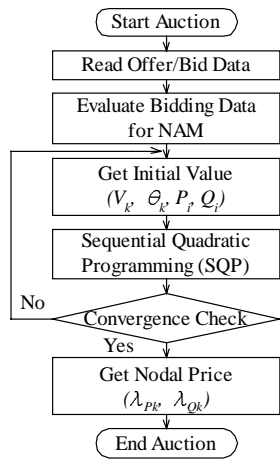 Start Auction
Read Offer/Bid Data
Evaluate Bidding Data
for NAM
Get Initial Value
(V_k, θ_k, P_i, Q_i)
Sequential Quadratic
Programming (SQP)
No
Convergence Check
Yes
Get Nodal Price
(λ_Pk, λ_Qk)
End Auction